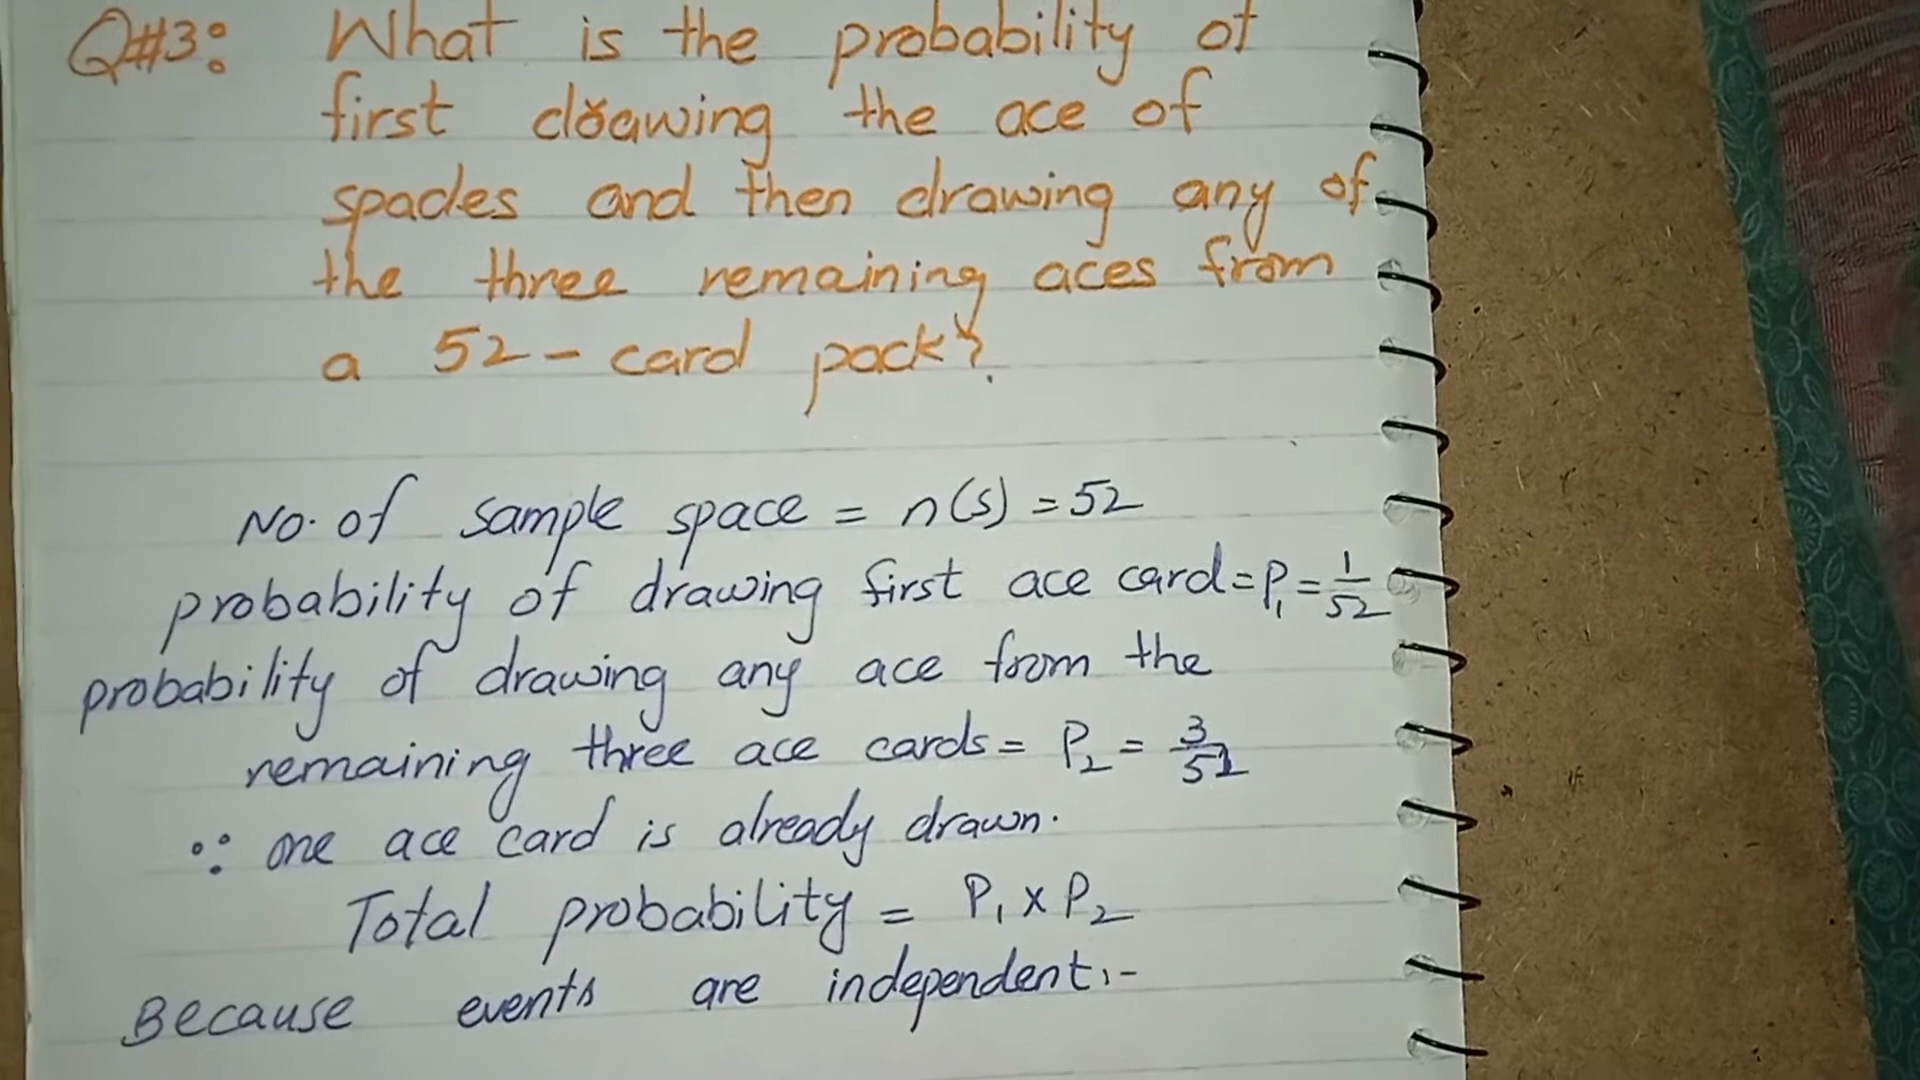 Q#3: What is the probability of
first drawing the ace of
spades and then drawing any of
the three remaining aces from
a 52-card pack?
No. of sample space = n(s) = 52
probability of drawing first ace card = P₁ = 1/52
probability of drawing any ace from the
remaining three ace cards = P₂ = 3/51
∵ one ace card is already drawn.
Total probability = P₁ x P₂
Because events are independent:-